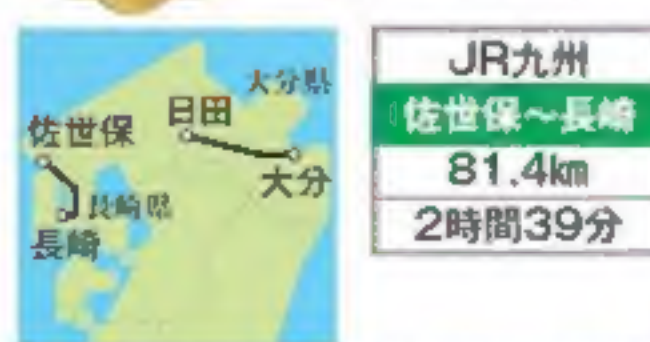 大分県
日田
佐世保
大分
長崎県
長崎
JR九州
佐世保～長崎
81.4km
2時間39分